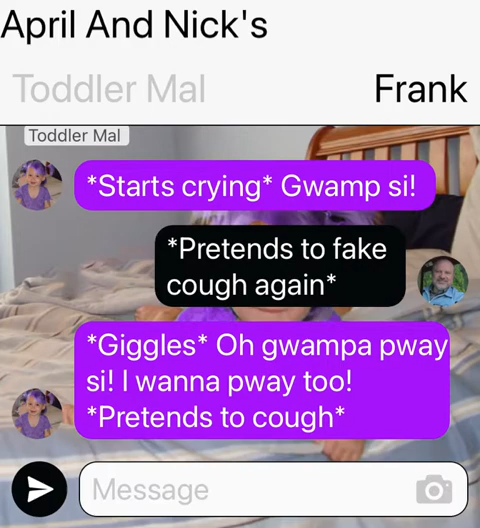 April And Nick's
Toddler Mal
Frank
Toddler Mal
*Starts crying* Gwamp si!
*Pretends to fake
cough again*
*Giggles* Oh gwampa pway
si! I wanna pway too!
*Pretends to cough*
Message